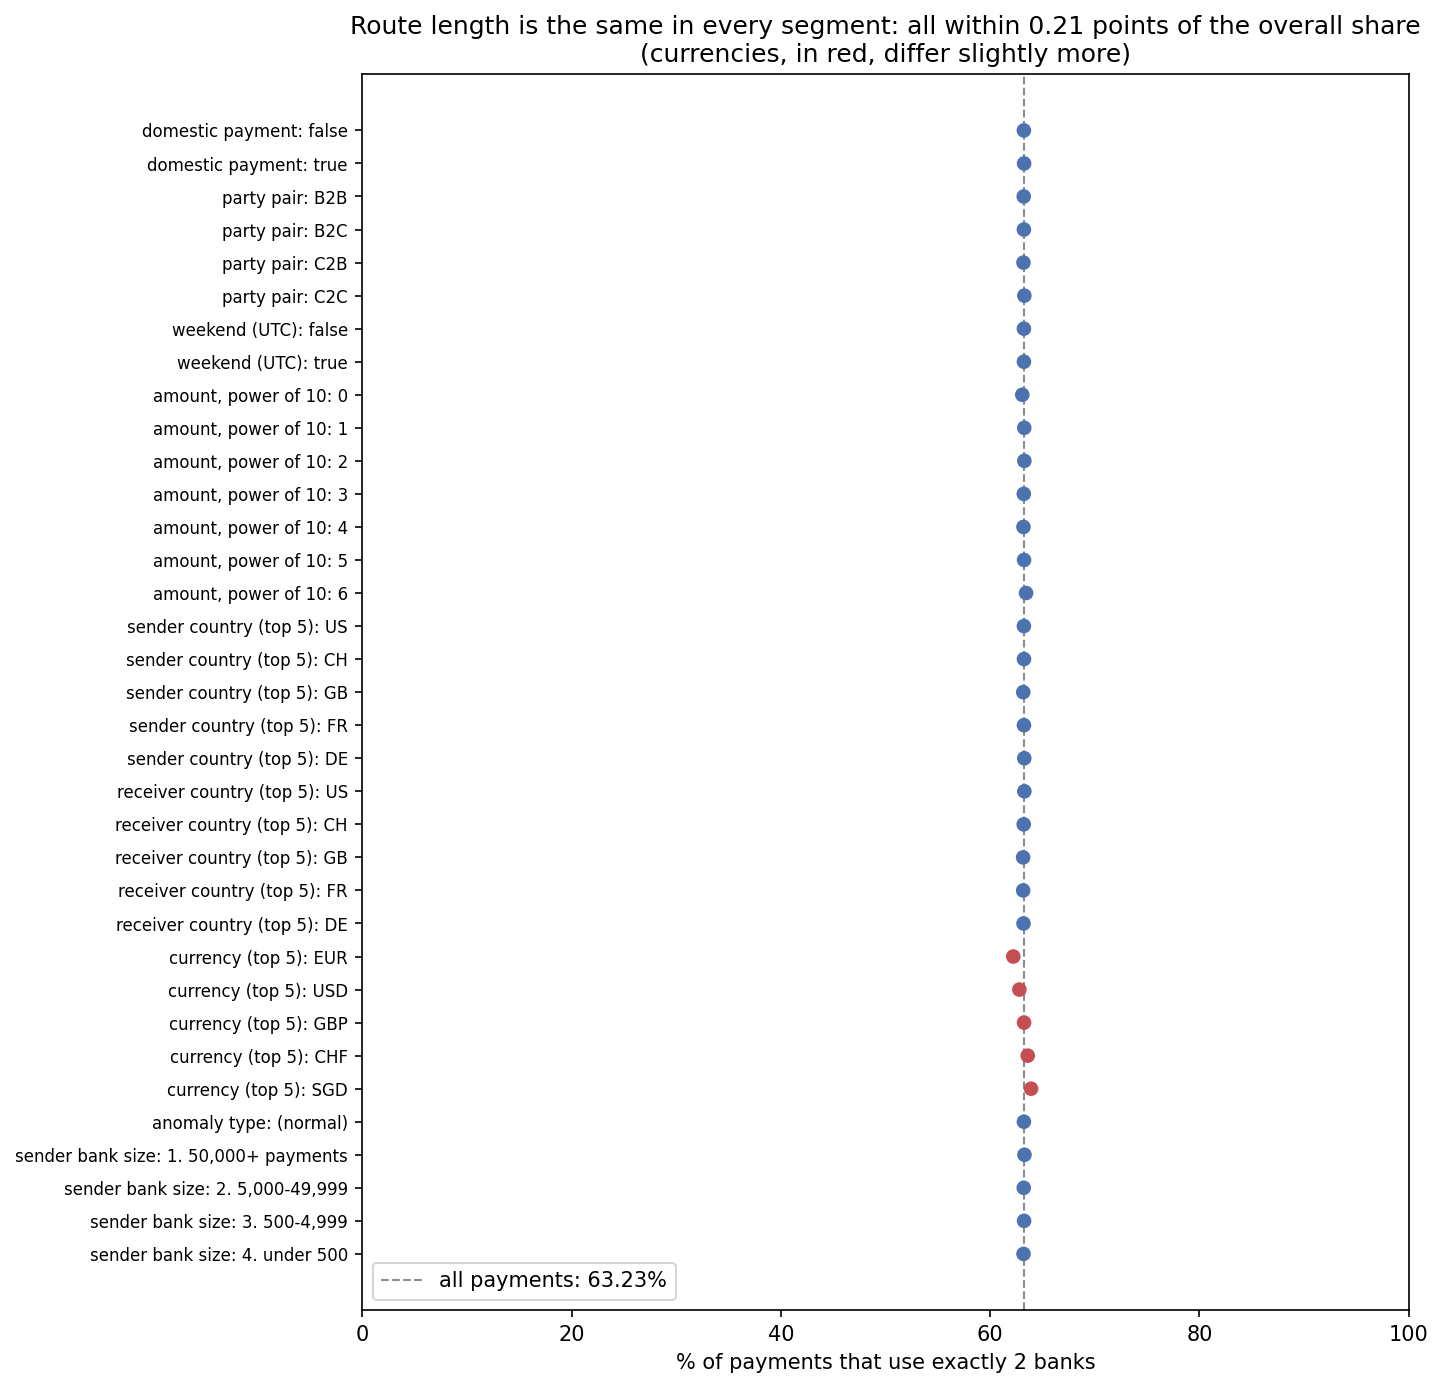 Route length is the same in every segment: all within 0.21 points of the overall share
(currencies, in red, differ slightly more)
domestic payment: false
domestic payment: true
party pair: B2B
party pair: B2C
party pair: C2B
party pair: C2C
weekend (UTC): false
weekend (UTC): true
amount, power of 10: 0
amount, power of 10: 1
amount, power of 10: 2
amount, power of 10: 3
amount, power of 10: 4
amount, power of 10: 5
amount, power of 10: 6
sender country (top 5): US
sender country (top 5): CH
sender country (top 5): GB
sender country (top 5): FR
sender country (top 5): DE
receiver country (top 5): US
receiver country (top 5): CH
receiver country (top 5): GB
receiver country (top 5): FR
receiver country (top 5): DE
currency (top 5): EUR
currency (top 5): USD
currency (top 5): GBP
currency (top 5): CHF
currency (top 5): SGD
anomaly type: (normal)
sender bank size: 1. 50,000+ payments
sender bank size: 2. 5,000-49,999
sender bank size: 3. 500-4,999
sender bank size: 4. under 500
all payments: 63.23%
0 20 40 60 80 100
% of payments that use exactly 2 banks